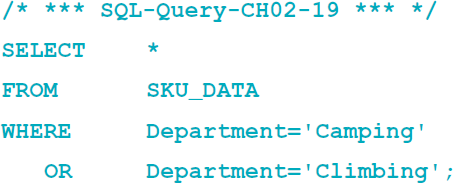 /* *** SQL-Query-CH02-19 *** */
SELECT *
FROM SKU_DATA
WHERE Department='Camping'
OR Department='Climbing';